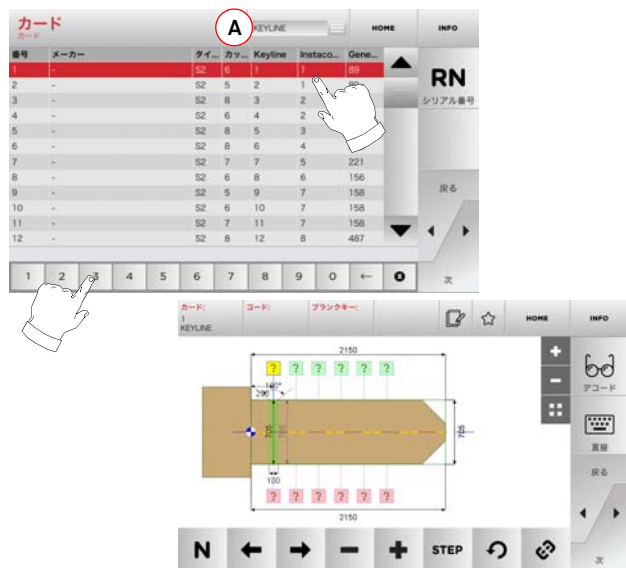 カード
カード
A
KEYLINE
HOME
INFO
番号 メーカー タイ... カッ... Keyline Instaco... Gene...
1 - S2 6 1 1 89
2 - S2 5 2 1
3 - S2 8 3 2
4 - S2 6 4 2
5 - S2 8 5 3
6 - S2 8 6 4
7 - S2 7 7 5 221
8 - S2 6 8 6 156
9 - S2 5 9 7 158
10 - S2 6 10 7 158
11 - S2 7 11 7 158
12 - S2 8 12 8 487
RN
シリアル番号
戻る
次
1 2 3 4 5 6 7 8 9 0 ←
カード: コード: ブランクキー:
1
KEYLINE
HOME
INFO
2150
? ? ? ? ? ?
100°
705 705 705
100
? ? ? ? ? ?
2150
+
-
デコード
直接
戻る
次
N ← → - + STEP